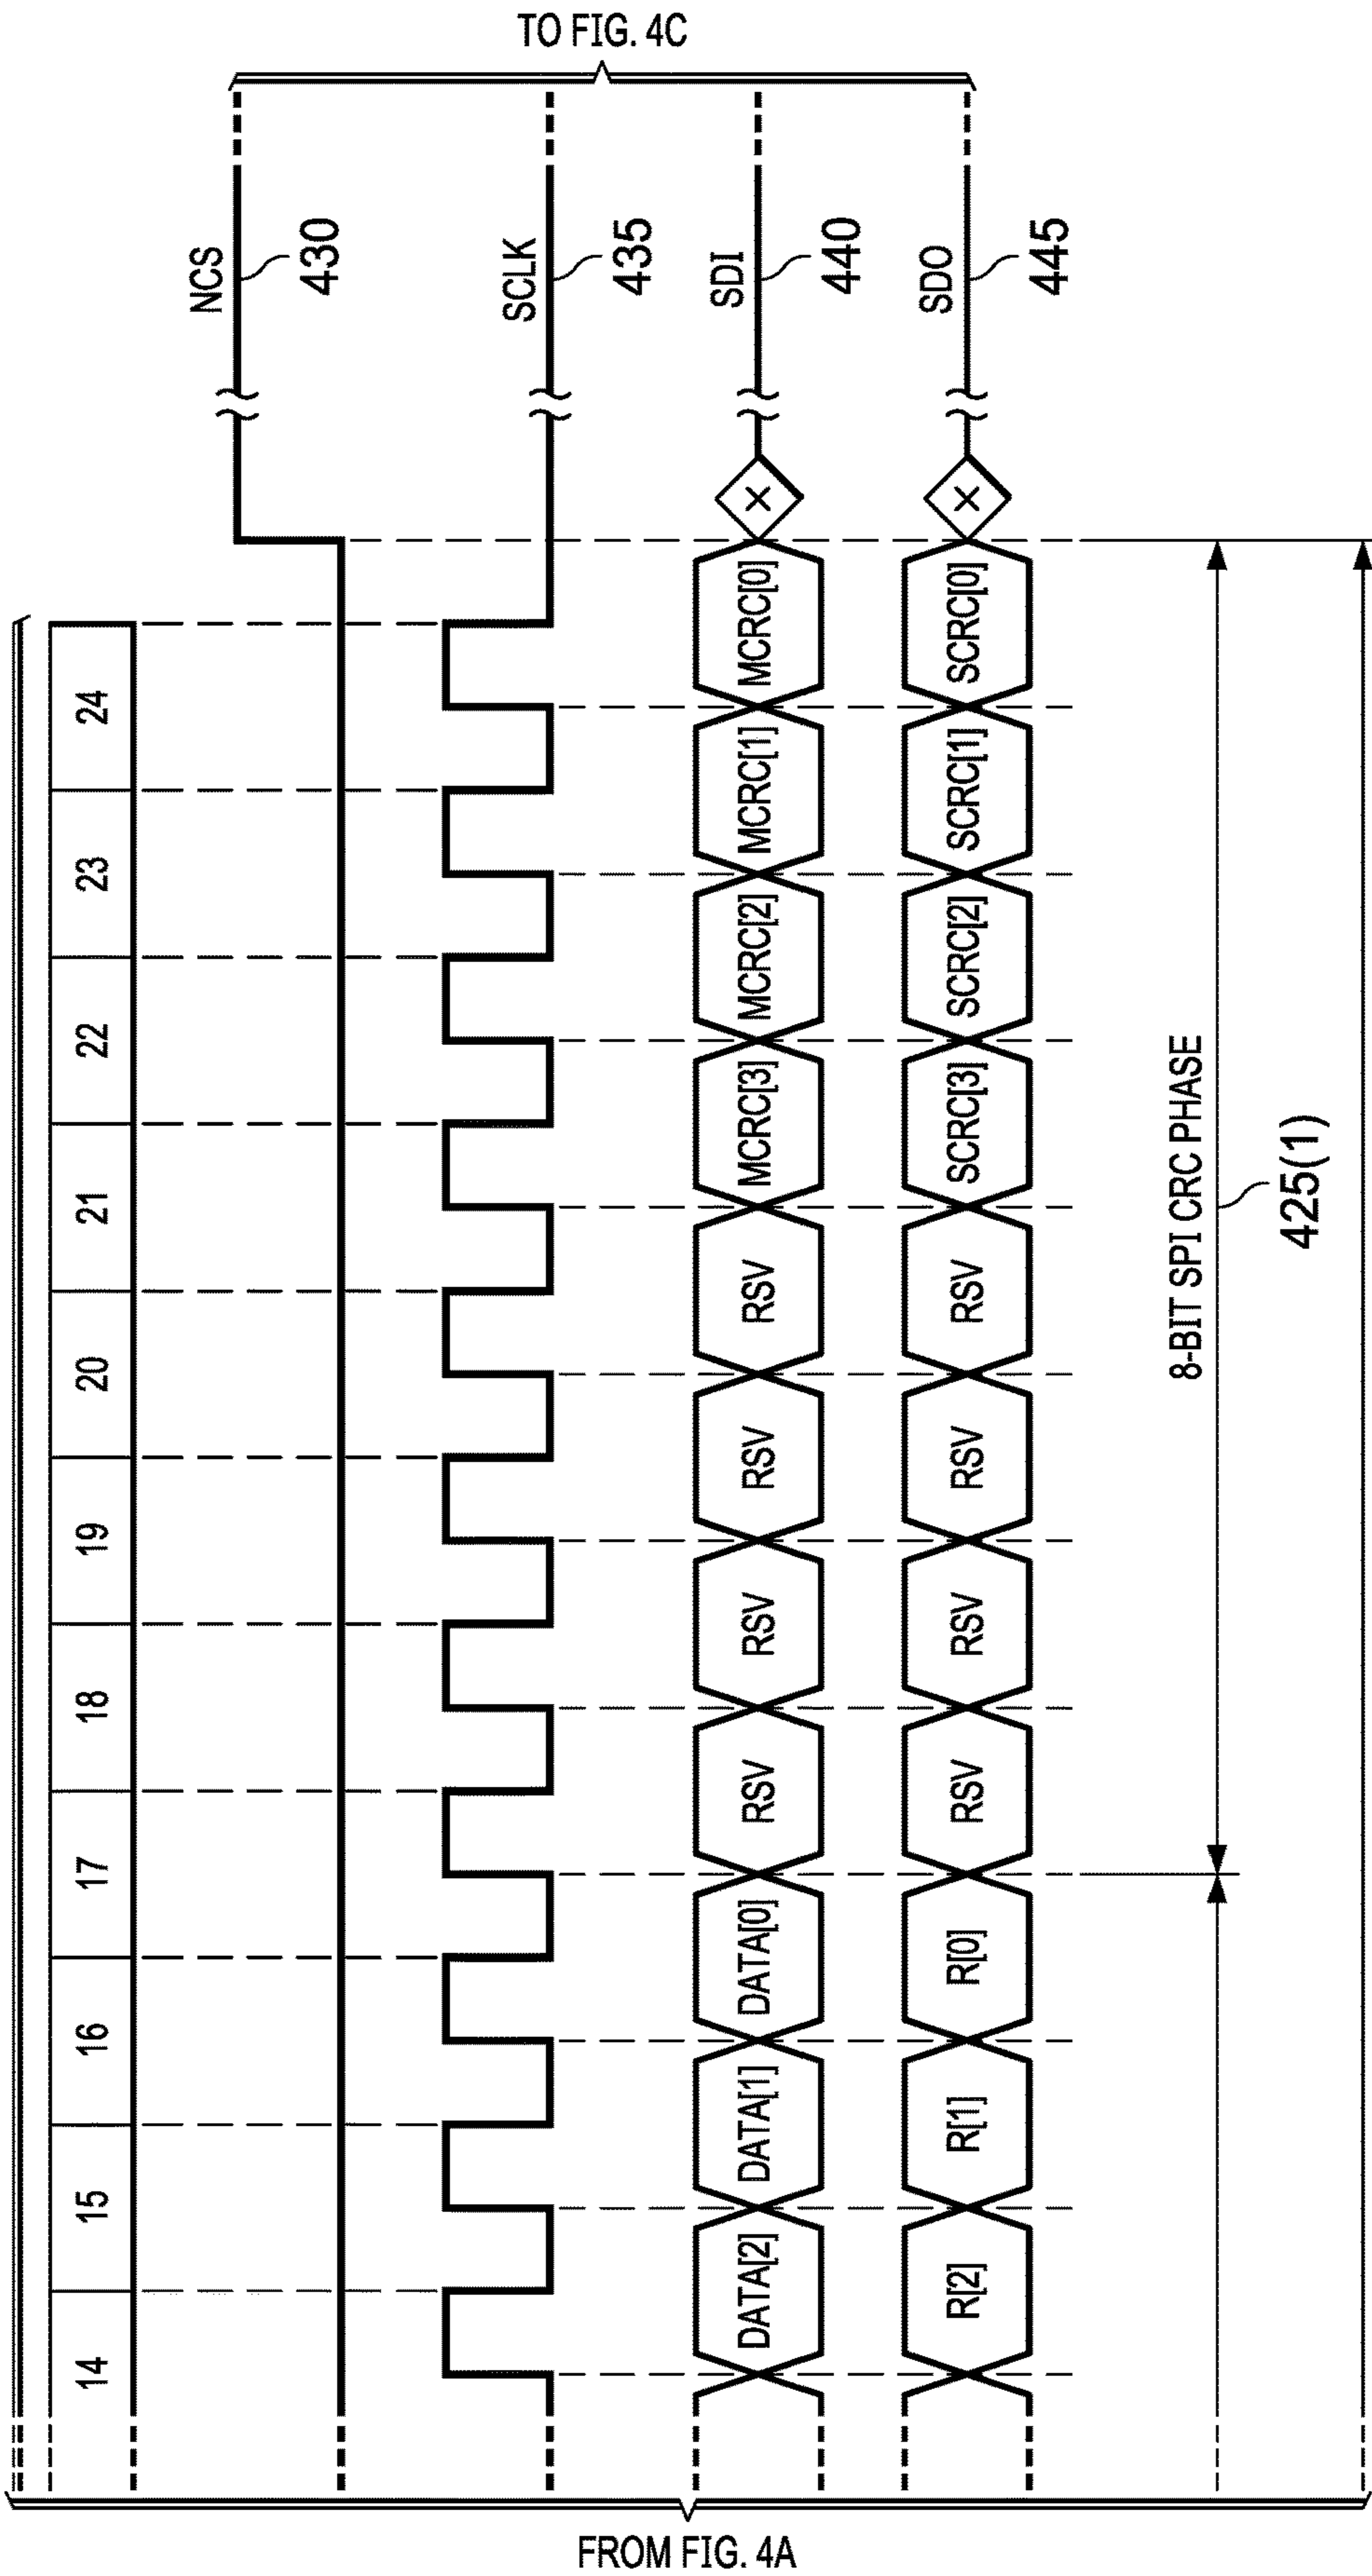 FROM FIG. 4A
TO FIG. 4C
14 15 16 17 18 19 20 21 22 23 24
NCS
430
SCLK
435
DATA[2] DATA[1] DATA[0] RSV RSV RSV RSV MCRC[3] MCRC[2] MCRC[1] MCRC[0] X
SDI
440
R[2] R[1] R[0] RSV RSV RSV RSV SCRC[3] SCRC[2] SCRC[1] SCRC[0] X
SDO
445
8-BIT SPI CRC PHASE
425(1)